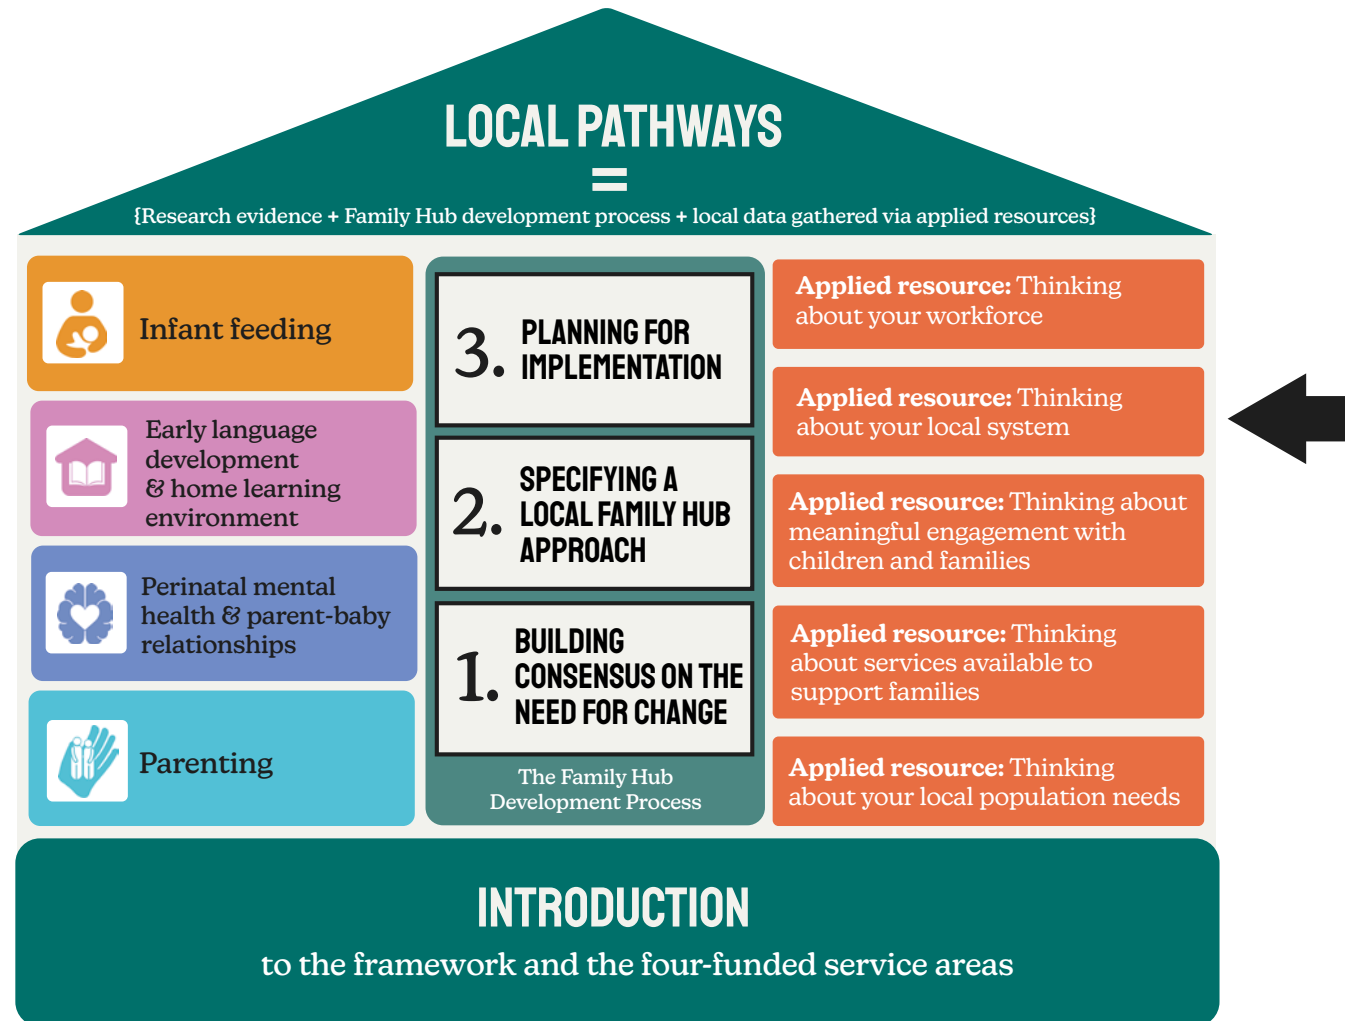 LOCAL PATHWAYS
=
{Research evidence + Family Hub development process + local data gathered via applied resources}
Infant feeding
Early language
development
& home learning
environment
Perinatal mental
health & parent-baby
relationships
Parenting
3. PLANNING FOR
IMPLEMENTATION
2. SPECIFYING A
LOCAL FAMILY HUB
APPROACH
1. BUILDING
CONSENSUS ON THE
NEED FOR CHANGE
The Family Hub
Development Process
Applied resource: Thinking
about your workforce
Applied resource: Thinking
about your local system
Applied resource: Thinking about
meaningful engagement with
children and families
Applied resource: Thinking
about services available to
support families
Applied resource: Thinking
about your local population needs
INTRODUCTION
to the framework and the four-funded service areas